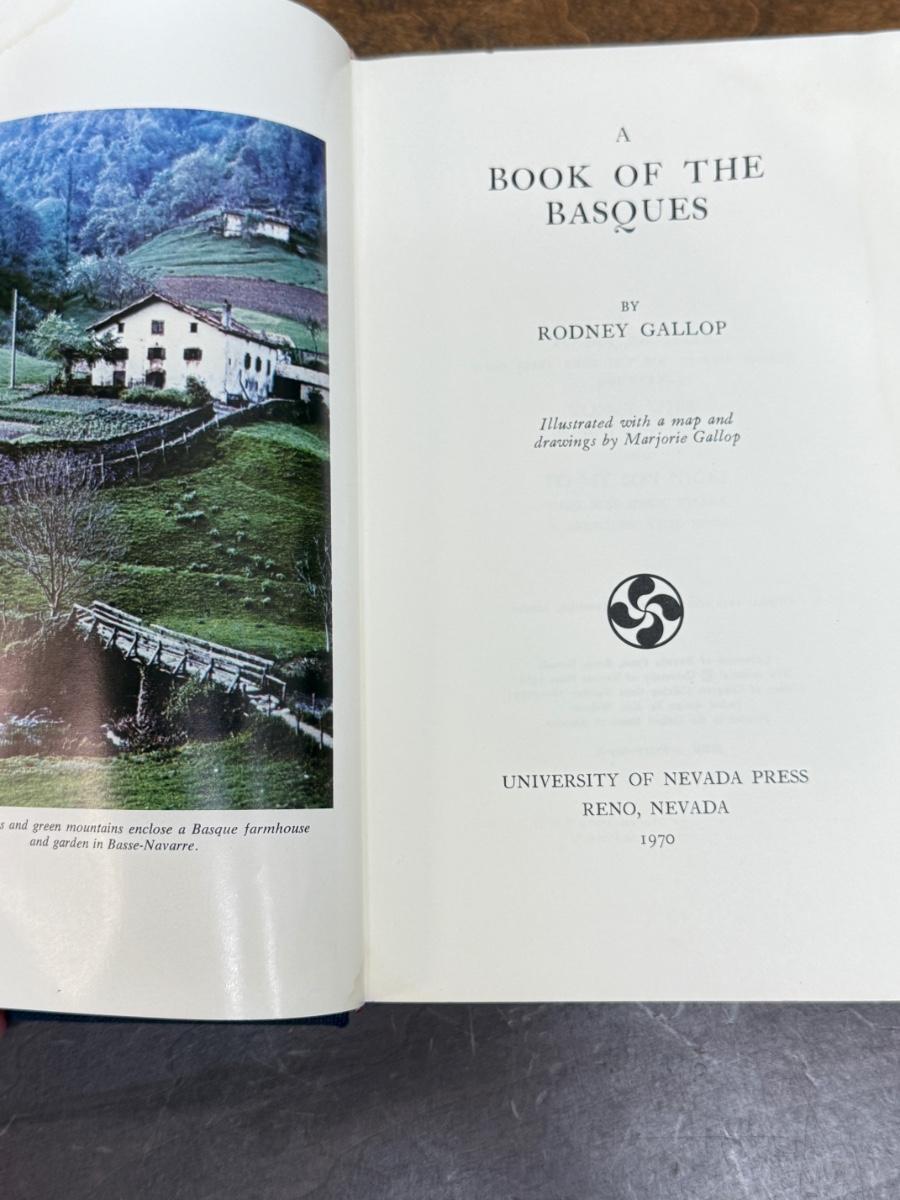 s and green mountains enclose a Basque farmhouse
and garden in Basse-Navarre.
A
BOOK OF THE
BASQUES
BY
RODNEY GALLOP
Illustrated with a map and
drawings by Marjorie Gallop
UNIVERSITY OF NEVADA PRESS
RENO, NEVADA
1970